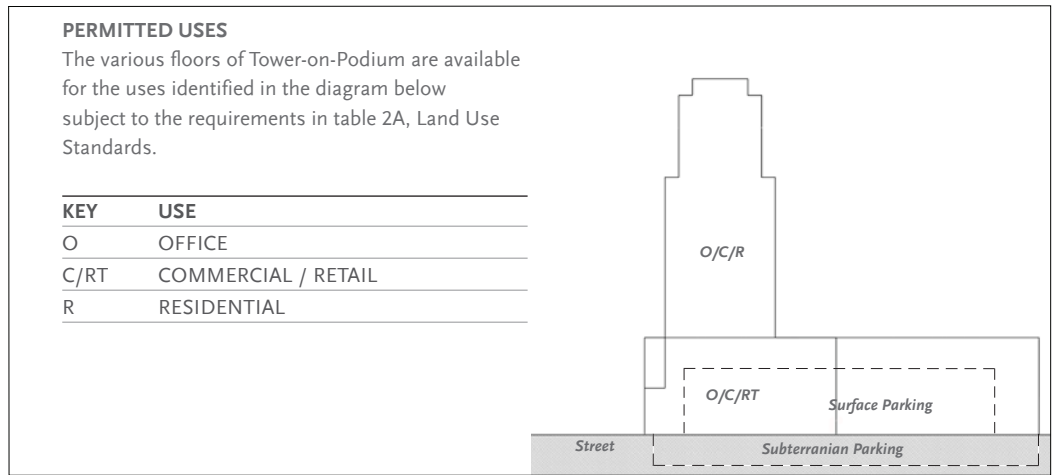 PERMITTED USES
The various floors of Tower-on-Podium are available
for the uses identified in the diagram below
subject to the requirements in table 2A, Land Use
Standards.
KEY USE
O OFFICE
C/RT COMMERCIAL / RETAIL
R RESIDENTIAL
O/C/R
O/C/RT
Surface Parking
Street
Subterranian Parking